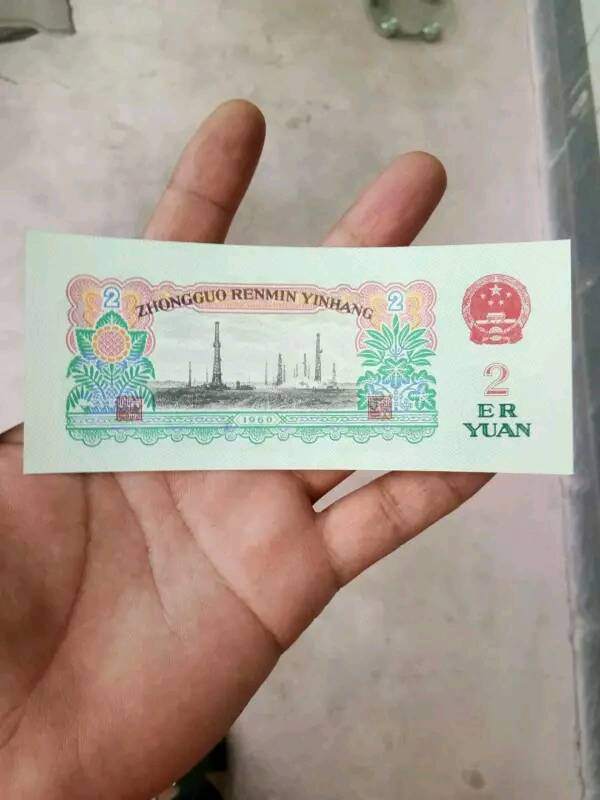 ZHONGGUO RENMIN YINHANG
2
2
1960
2
ER
YUAN